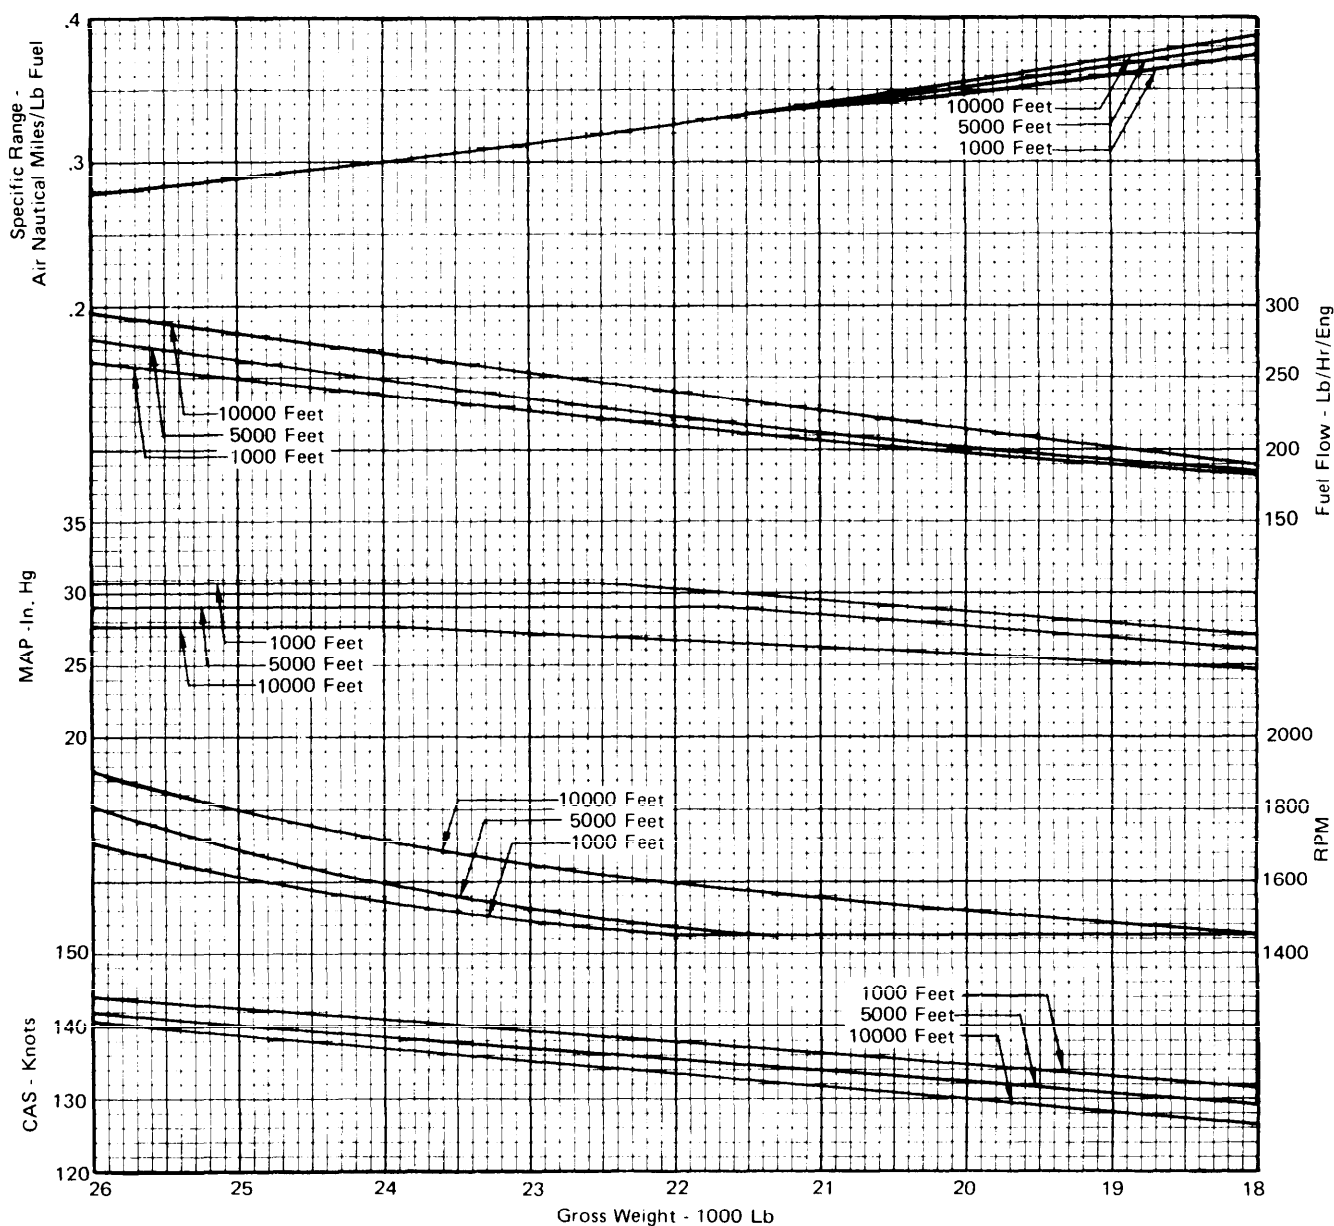 .4
.3
.2
Specific Range -
Air Nautical Miles/Lb Fuel
10000 Feet
5000 Feet
1000 Feet
300
250
200
150
Fuel Flow - Lb/Hr/Eng
10000 Feet
5000 Feet
1000 Feet
35
30
25
20
MAP -In. Hg
1000 Feet
5000 Feet
10000 Feet
2000
1800
1600
1400
RPM
10000 Feet
5000 Feet
1000 Feet
150
140
130
120
CAS - Knots
1000 Feet
5000 Feet
10000 Feet
26 25 24 23 22 21 20 19 18
Gross Weight - 1000 Lb